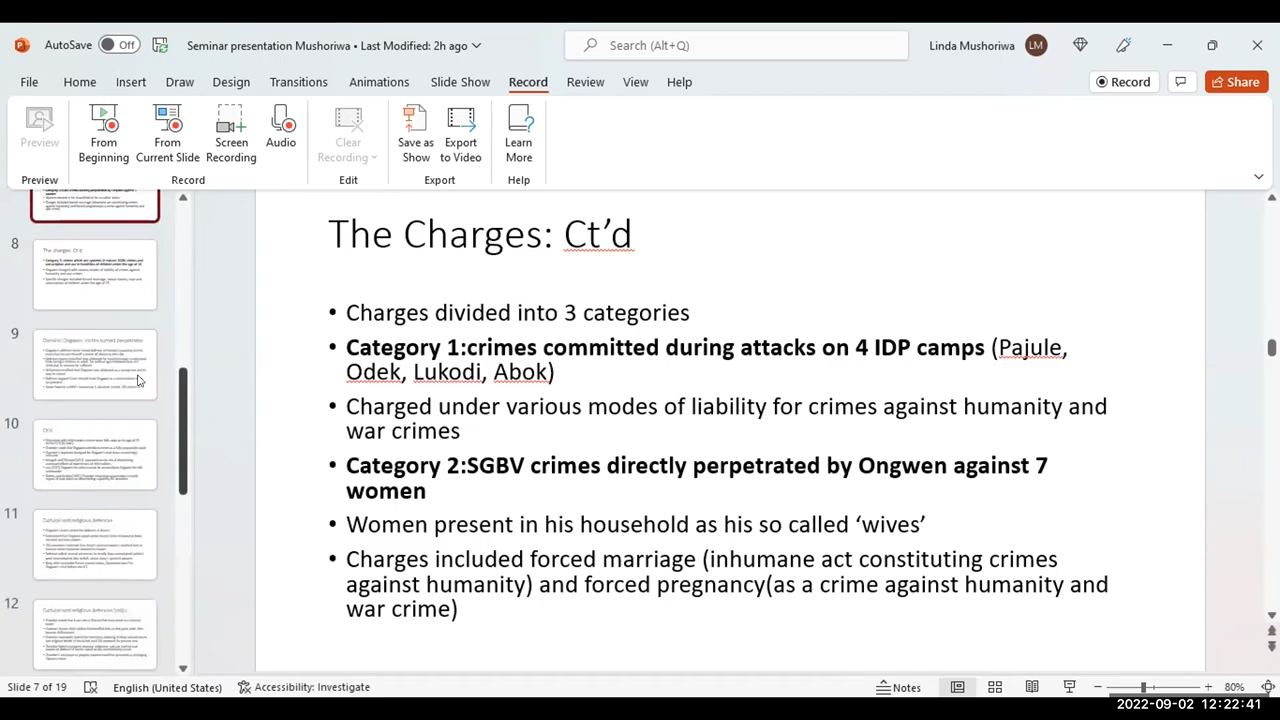 AutoSave Off Seminar presentation Mushoriwa • Last Modified: 2h ago Search (Alt+Q) Linda Mushoriwa LM
File Home Insert Draw Design Transitions Animations Slide Show Record Review View Help Record Share
Preview From Beginning From Current Slide Screen Recording Audio Clear Recording Save as Show Export to Video Learn More
Preview Record Edit Export Help
The Charges: Ct’d
• Charges divided into 3 categories
• Category 1:crimes committed during attacks on 4 IDP camps (Pajule,
Odek, Lukodi, Abok)
• Charged under various modes of liability for crimes against humanity and
war crimes
• Category 2:SGBV crimes directly perpetrated by Ongwen against 7
women
• Women present in his household as his so called ‘wives’
• Charges included forced marriage (inhumane act constituting crimes
against humanity) and forced pregnancy(as a crime against humanity and
war crime)
8
The charges: Ct'd
9
10
Ct'd
11
12
Slide 7 of 19 English (United States) Accessibility: Investigate Notes 80%
2022-09-02 12:22:41